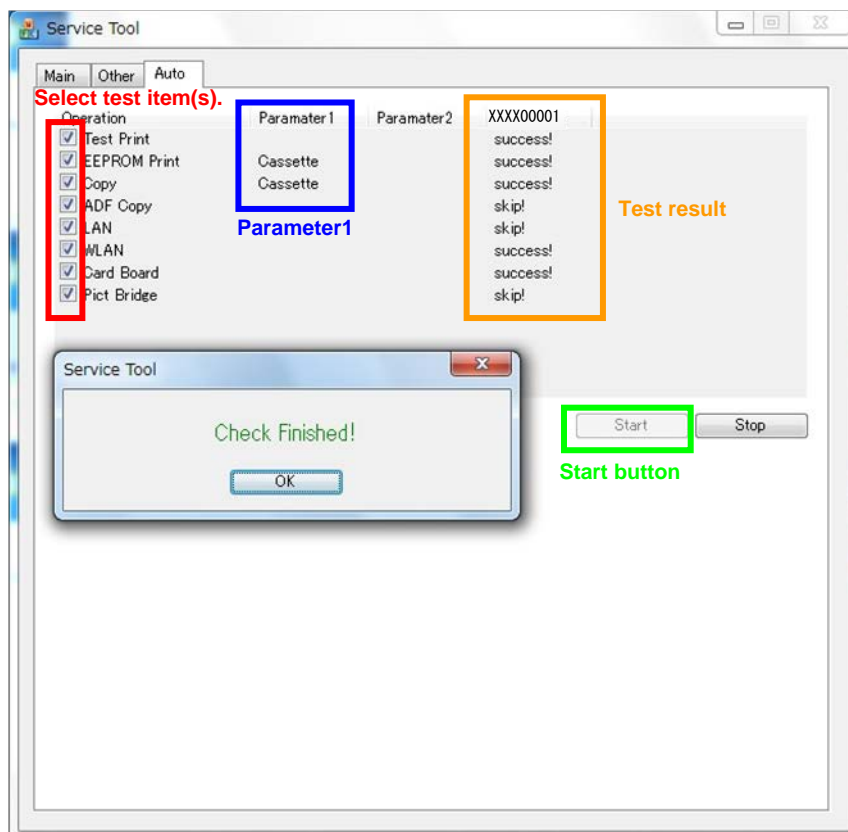 Service Tool
Main Other Auto
Select test item(s).
Operation Paramater1 Paramater2 XXXX00001
Test Print success!
EEPROM Print Cassette success!
Copy Cassette success!
ADF Copy skip!
LAN skip!
WLAN success!
Card Board success!
Pict Bridge skip!
Parameter1
Test result
Service Tool
Check Finished!
OK
Start Stop
Start button